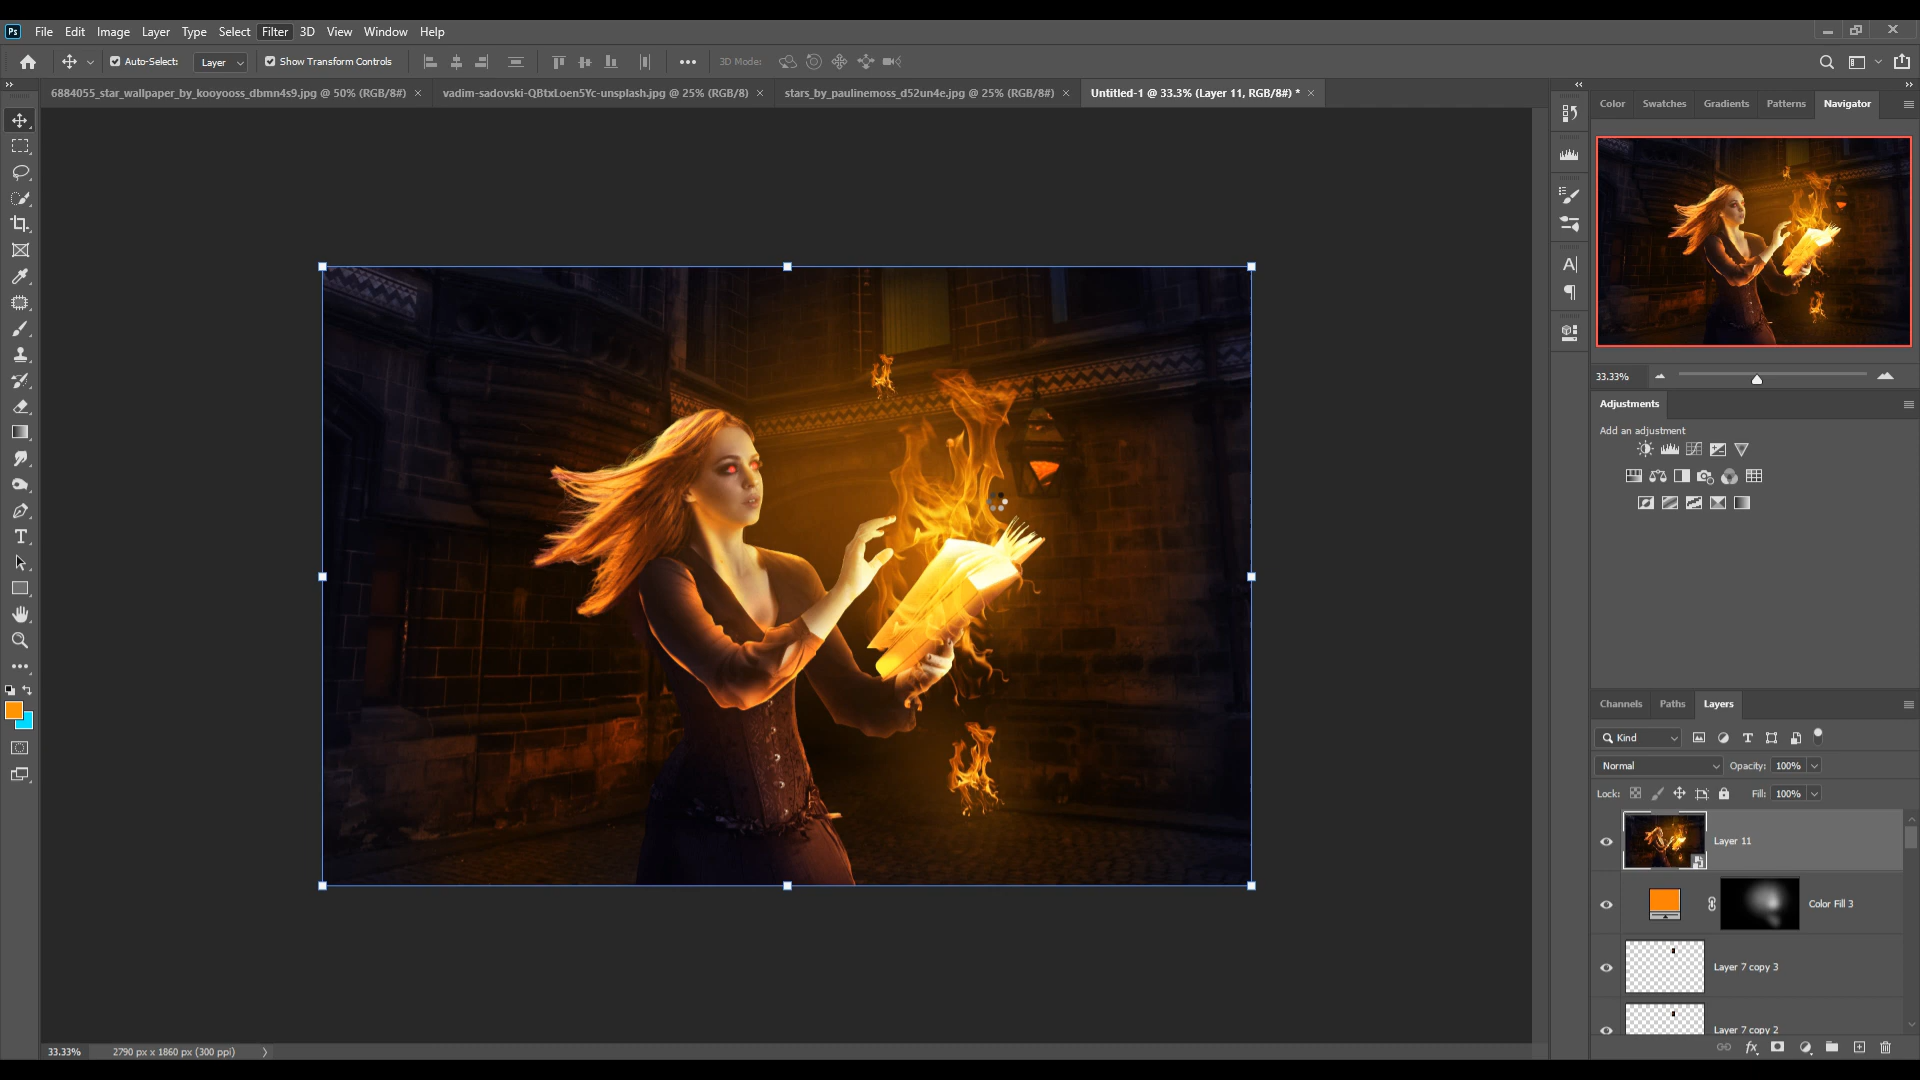 Ps File Edit Image Layer Type Select Filter 3D View Window Help
Auto-Select: Layer Show Transform Controls 3D Mode:
6884055_star_wallpaper_by_kooyooss_dbmn4s9.jpg @ 50% (RGB/8#) × vadim-sadovski-QBtxLoen5Yc-unsplash.jpg @ 25% (RGB/8) × stars_by_paulinemoss_d52un4e.jpg @ 25% (RGB/8#) × Untitled-1 @ 33.3% (Layer 11, RGB/8#) * ×
Color Swatches Gradients Patterns Navigator
33.33%
Adjustments
Add an adjustment
Channels Paths Layers
Kind
Normal Opacity: 100%
Lock: Fill: 100%
Layer 11
Color Fill 3
Layer 7 copy 3
Layer 7 copy 2
33.33% 2790 px x 1860 px (300 ppi)